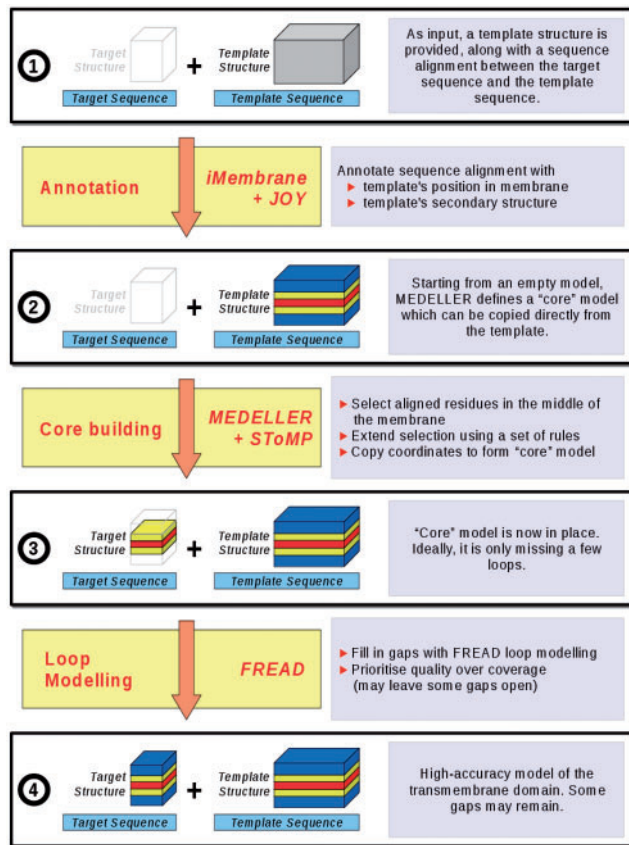 1
Target
Structure
+
Template
Structure
Target Sequence
Template Sequence
As input, a template structure is
provided, along with a sequence
alignment between the target
sequence and the template
sequence.
Annotation
iMembrane
+ JOY
Annotate sequence alignment with
▶ template's position in membrane
▶ template's secondary structure
2
Target
Structure
+
Template
Structure
Target Sequence
Template Sequence
Starting from an empty model,
MEDELLER defines a “core” model
which can be copied directly from
the template.
Core building
MEDELLER
+ SToMP
▶ Select aligned residues in the middle of
the membrane
▶ Extend selection using a set of rules
▶ Copy coordinates to form “core” model
3
Target
Structure
+
Template
Structure
Target Sequence
Template Sequence
“Core” model is now in place.
Ideally, it is only missing a few
loops.
Loop
Modelling
FREAD
▶ Fill in gaps with FREAD loop modelling
▶ Prioritise quality over coverage
(may leave some gaps open)
4
Target
Structure
+
Template
Structure
Target Sequence
Template Sequence
High-accuracy model of the
transmembrane domain. Some
gaps may remain.